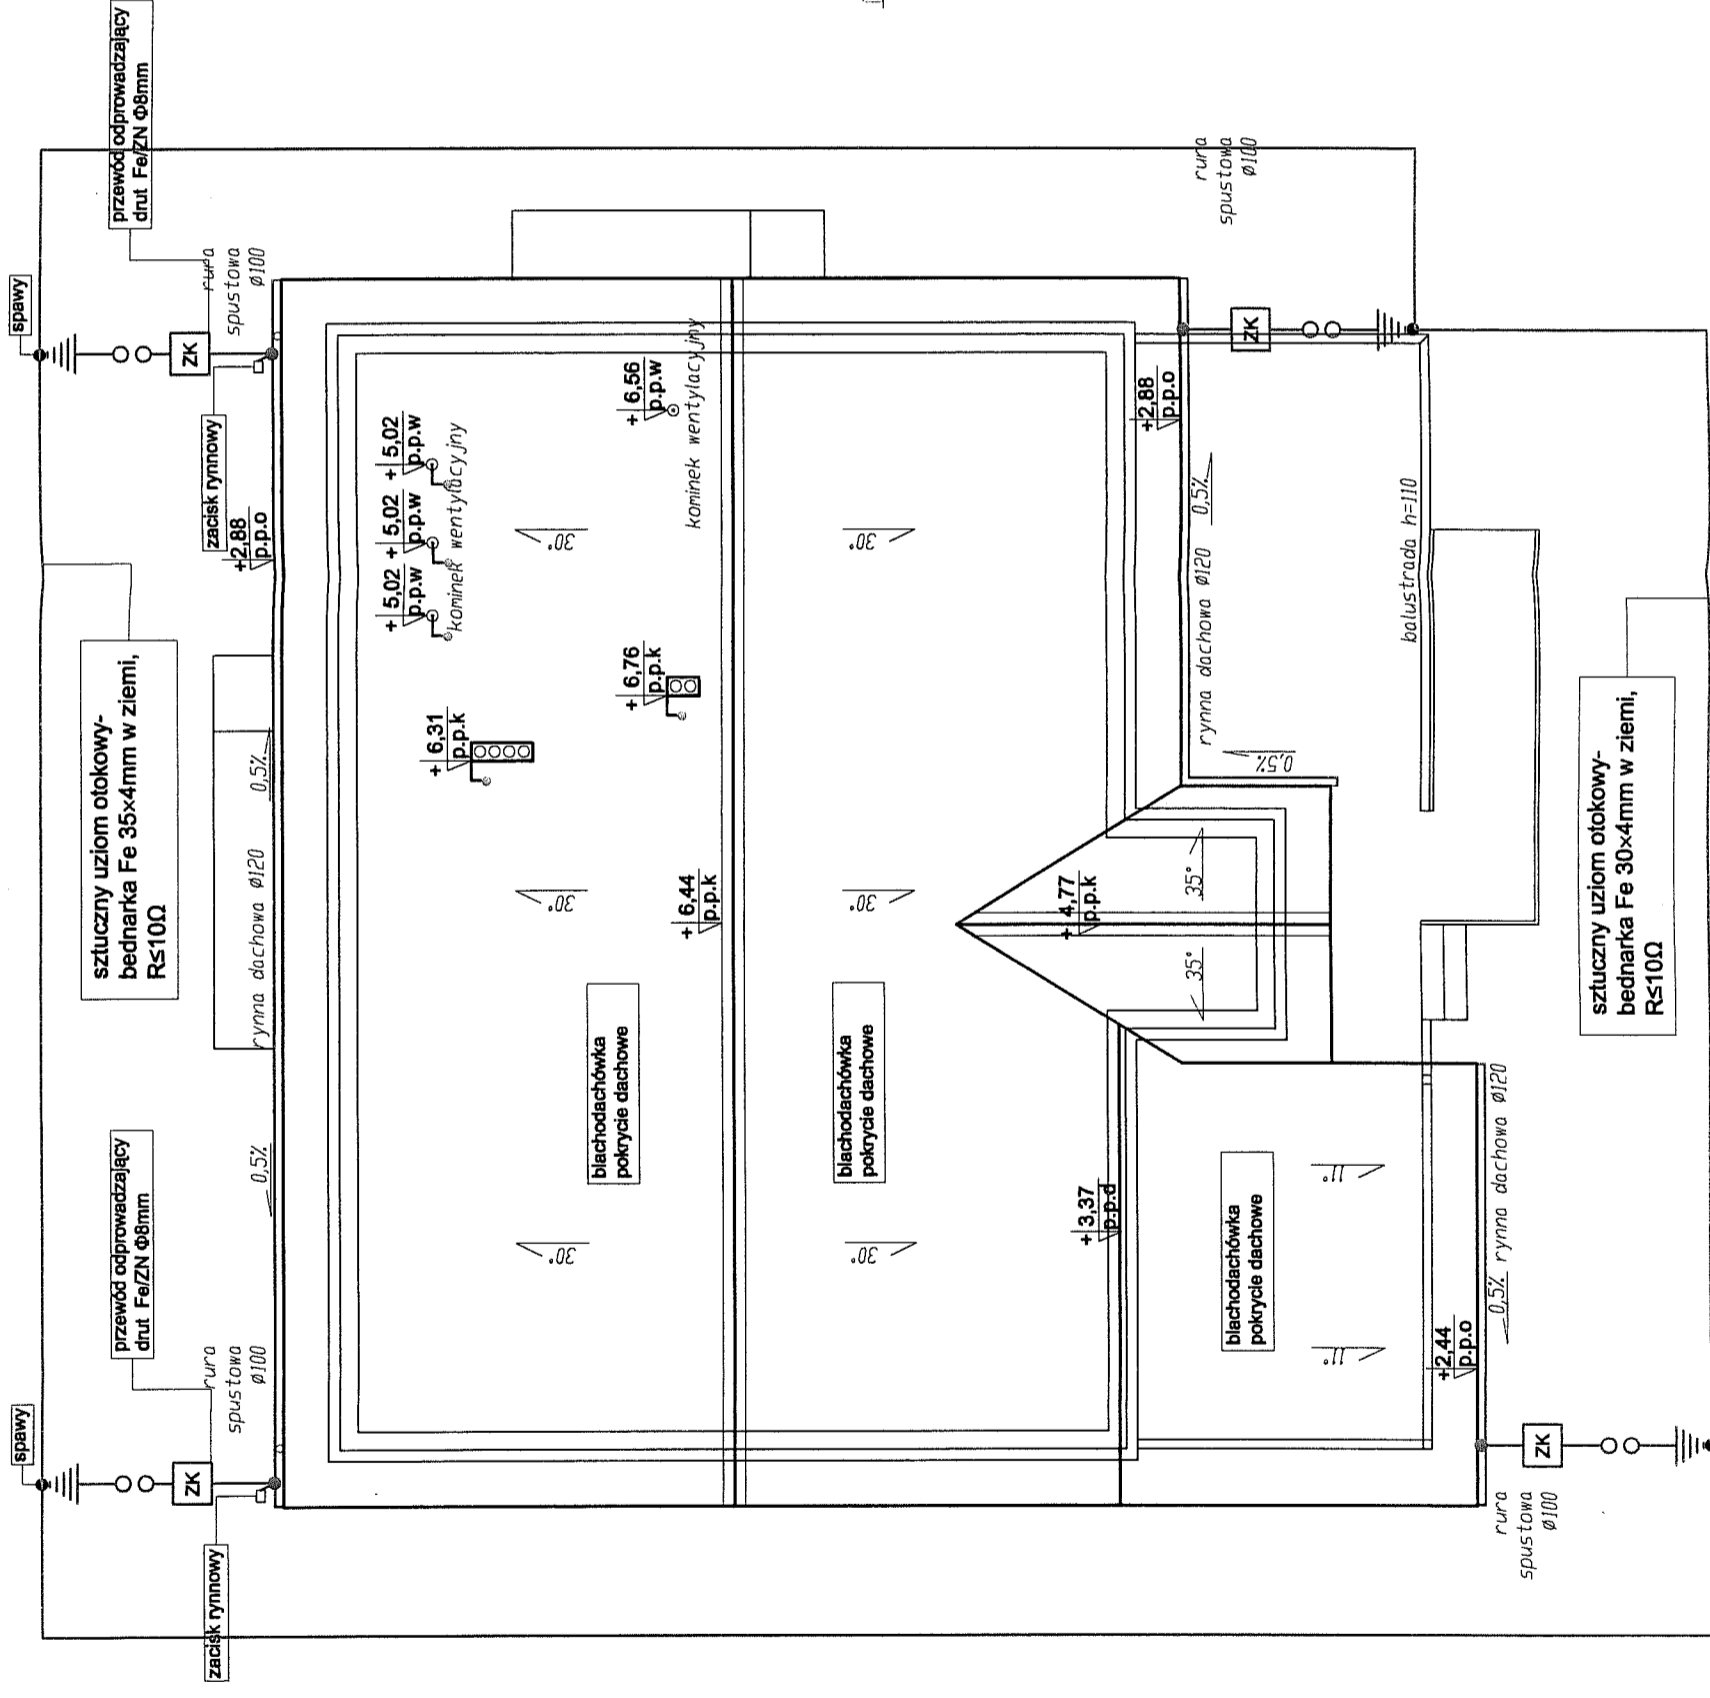 spawy
przewód odprowadzający
drut Fe/ZN Φ8mm
rura
spustowa
ø100
ZK
zacisk rynnowy
+2,88
p.p.o
sztuczny uziom otokowy-
bednarka Fe 35×4mm w ziemi,
R≤10Ω
0,5%
rynna dachowa ø120
0,5%
spawy
przewód odprowadzający
drut Fe/ZN Φ8mm
rura
spustowa
ø100
ZK
zacisk rynnowy
+ 5,02
p.p.w
+ 5,02
p.p.w
+ 5,02
p.p.w
kominek wentylacyjny
+ 6,56
p.p.w
kominek wentylacyjny
+ 6,76
p.p.k
+ 6,31
p.p.k
+ 6,44
p.p.k
30°
30°
30°
30°
30°
30°
blachodachówka
pokrycie dachowe
blachodachówka
pokrycie dachowe
+ 4,77
p.p.k
35°
35°
+ 3,37
p.p.d
blachodachówka
pokrycie dachowe
11°
11°
+2,44
p.p.o
0,5% rynna dachowa ø120
rura
spustowa
ø100
ZK
+2,88
p.p.o
rynna dachowa ø120 0,5%
0,5%
rura
spustowa
ø100
ZK
balustrada h=110
sztuczny uziom otokowy-
bednarka Fe 30×4mm w ziemi,
R≤10Ω